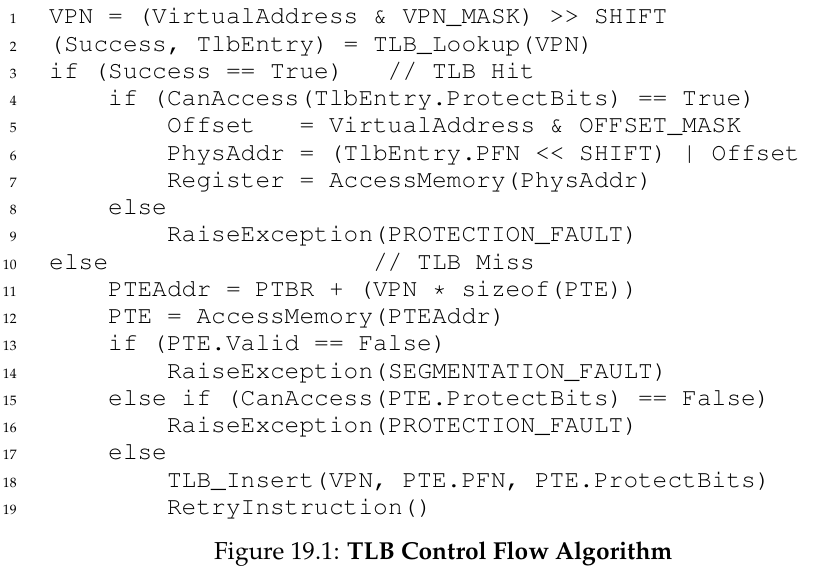 1 VPN = (VirtualAddress & VPN_MASK) >> SHIFT
2 (Success, TlbEntry) = TLB_Lookup(VPN)
3 if (Success == True)   // TLB Hit
4     if (CanAccess(TlbEntry.ProtectBits) == True)
5         Offset   = VirtualAddress & OFFSET_MASK
6         PhysAddr = (TlbEntry.PFN << SHIFT) | Offset
7         Register = AccessMemory(PhysAddr)
8     else
9         RaiseException(PROTECTION_FAULT)
10 else                  // TLB Miss
11     PTEAddr = PTBR + (VPN * sizeof(PTE))
12     PTE = AccessMemory(PTEAddr)
13     if (PTE.Valid == False)
14         RaiseException(SEGMENTATION_FAULT)
15     else if (CanAccess(PTE.ProtectBits) == False)
16         RaiseException(PROTECTION_FAULT)
17     else
18         TLB_Insert(VPN, PTE.PFN, PTE.ProtectBits)
19         RetryInstruction()
Figure 19.1: TLB Control Flow Algorithm